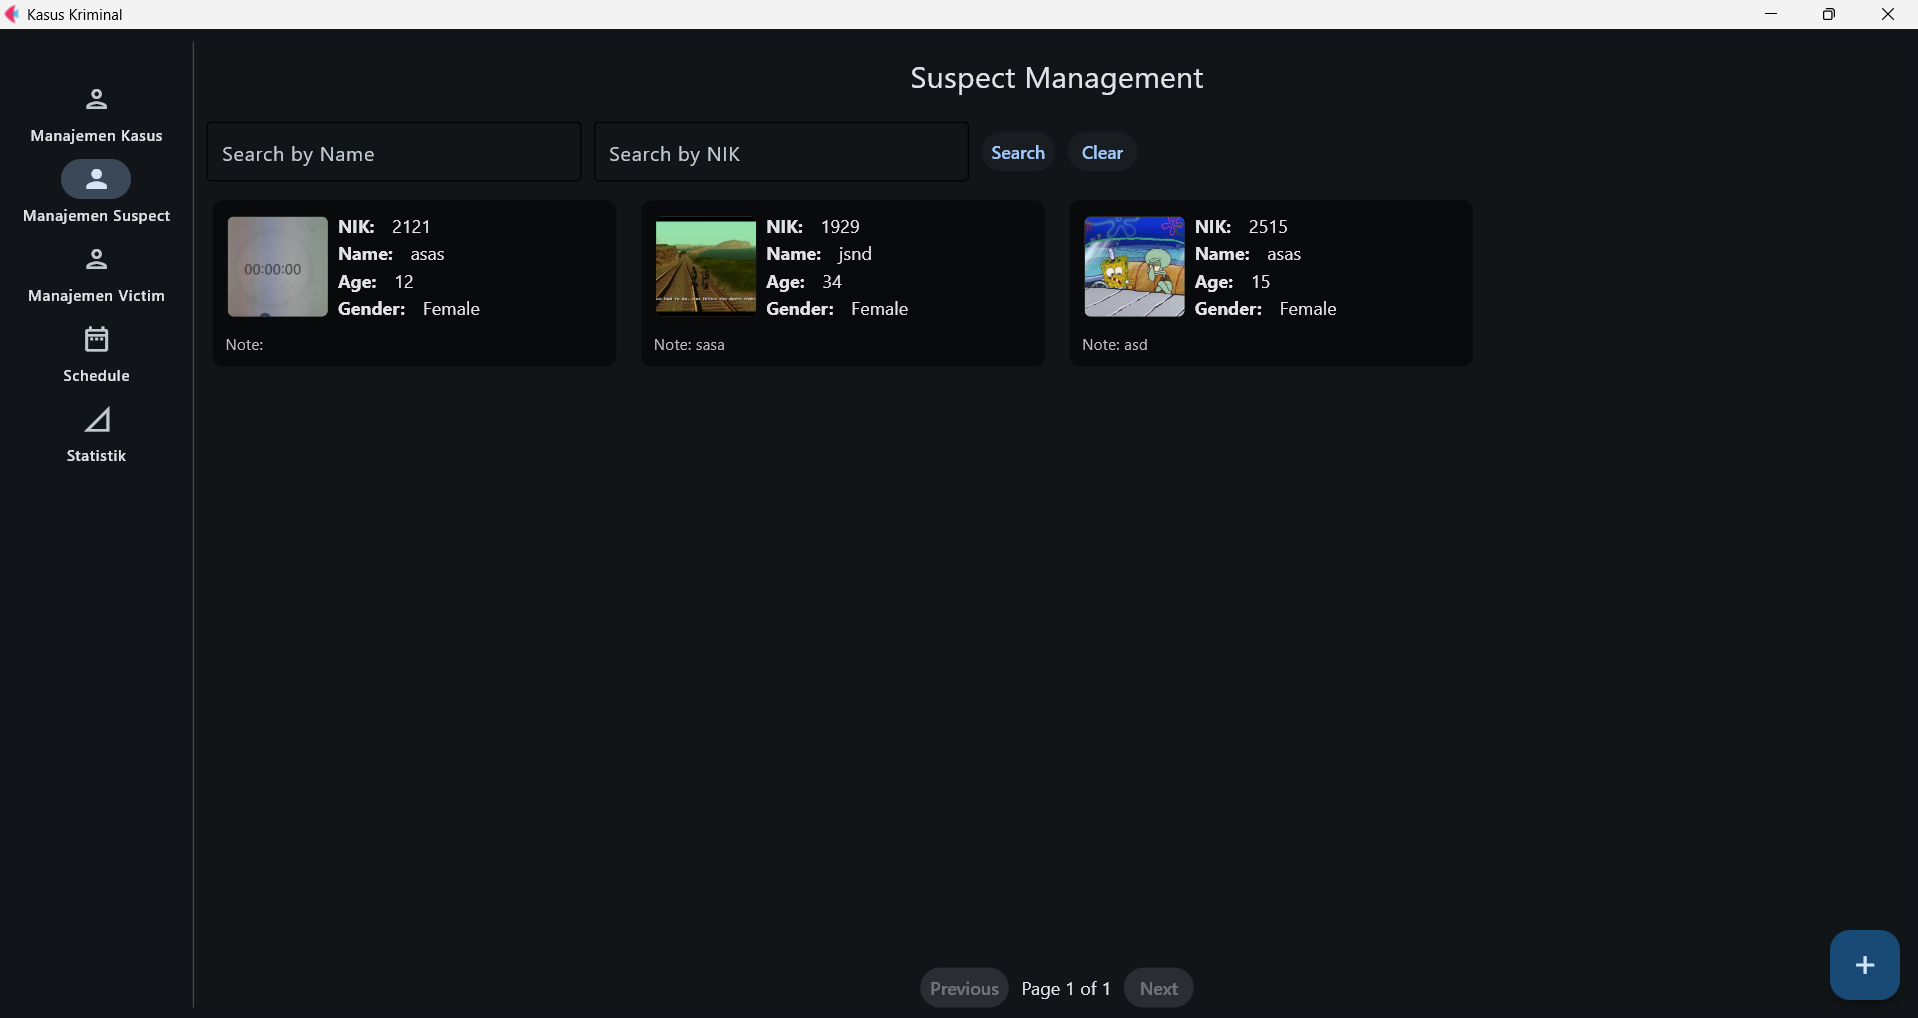 Kasus Kriminal
Manajemen Kasus
Manajemen Suspect
Manajemen Victim
Schedule
Statistik
Suspect Management
Search by Name
Search by NIK
Search
Clear
00:00:00
NIK: 2121
Name: asas
Age: 12
Gender: Female
Note:
NIK: 1929
Name: jsnd
Age: 34
Gender: Female
Note: sasa
NIK: 2515
Name: asas
Age: 15
Gender: Female
Note: asd
Previous
Page 1 of 1
Next